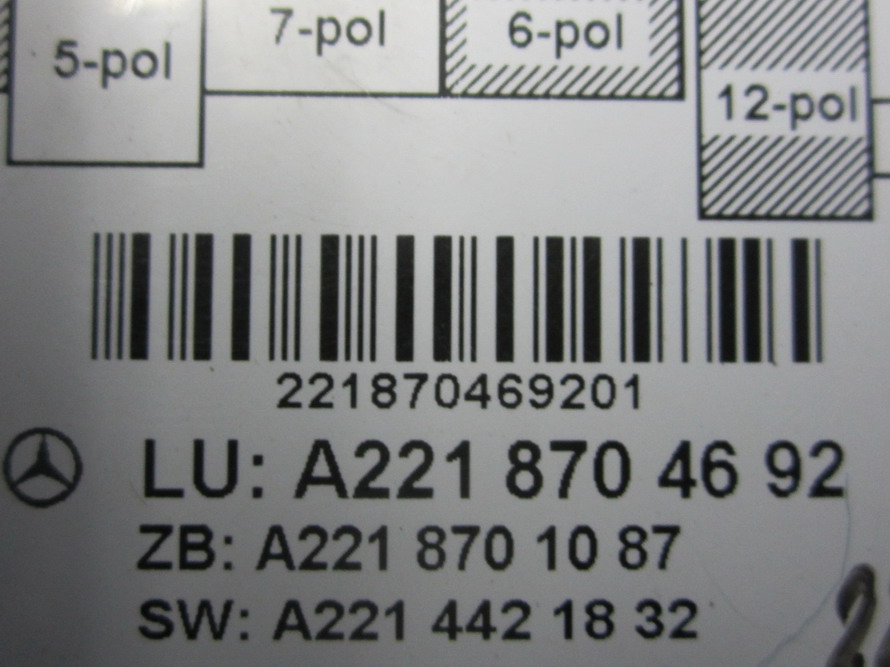 7-pol
6-pol
5-pol
12-pol
221870469201
LU: A221 870 46 92
ZB: A221 870 10 87
SW: A221 442 18 32